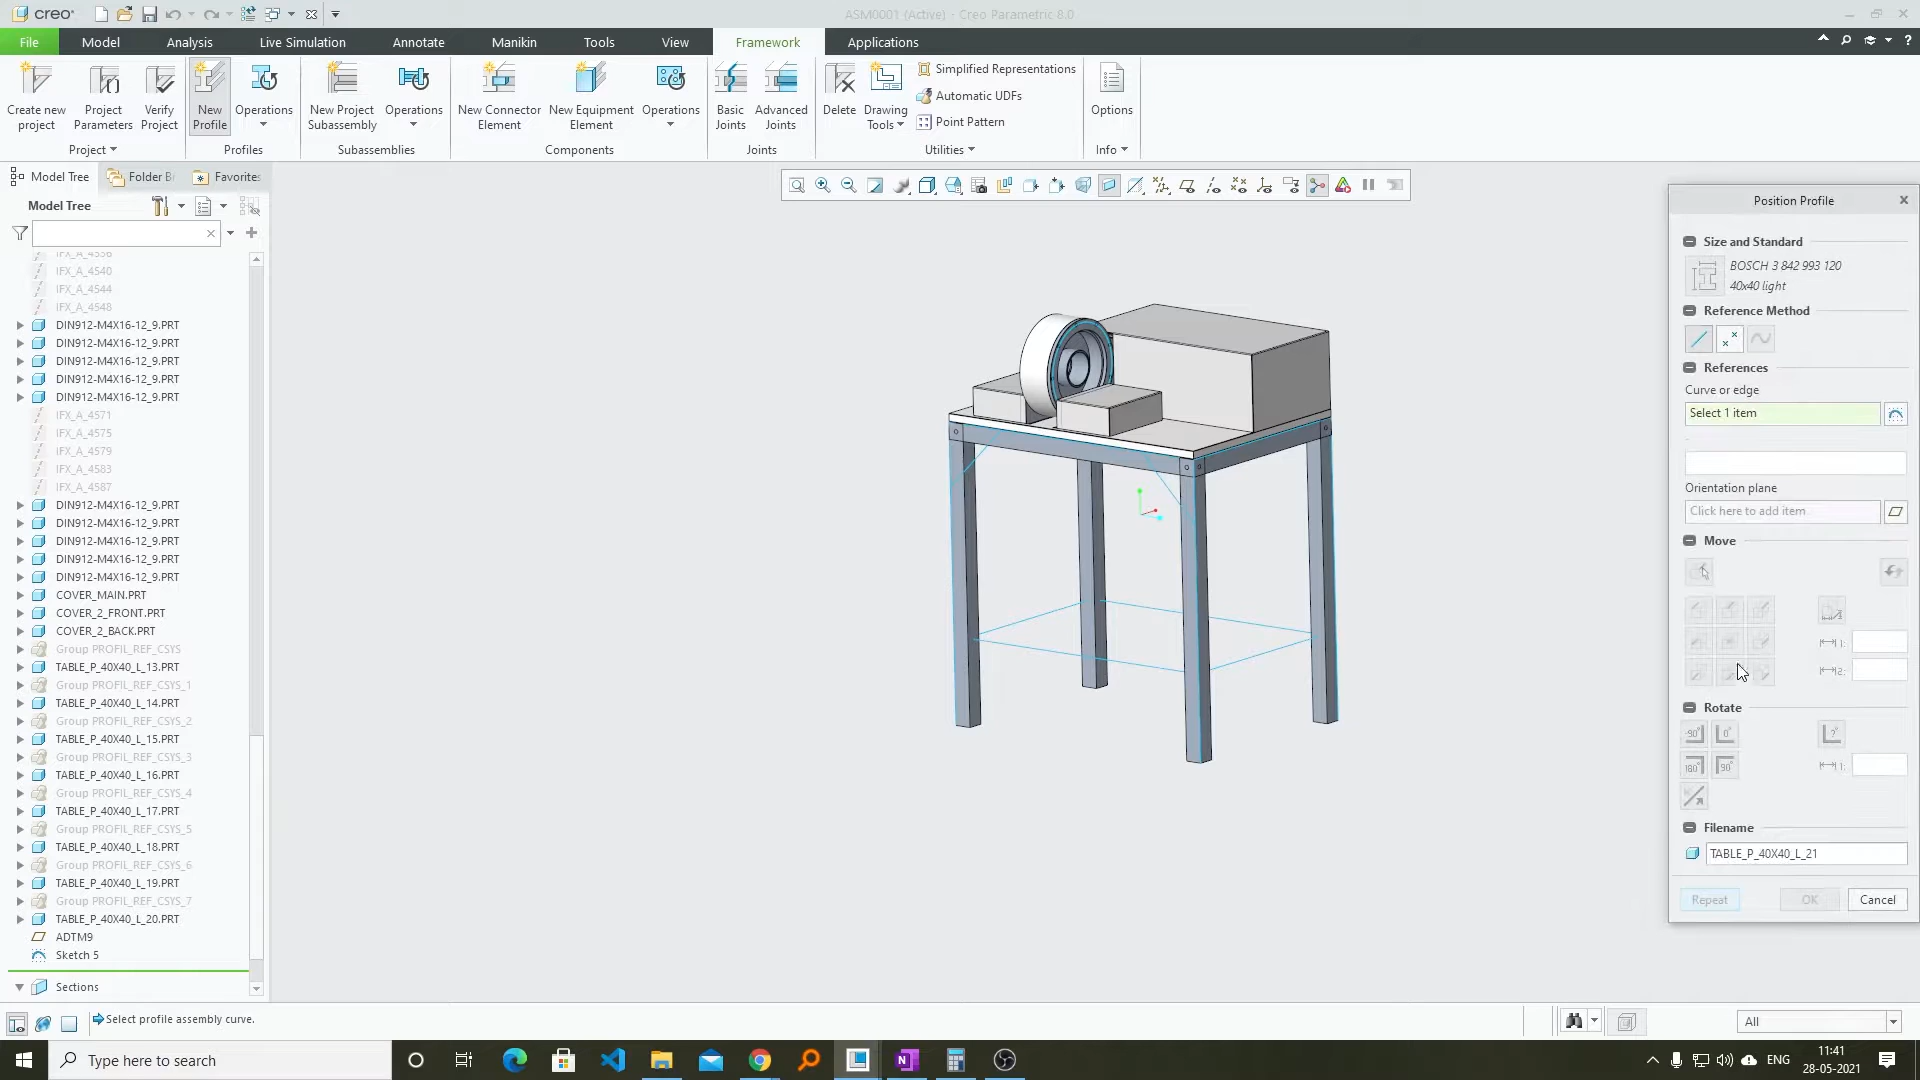 creo
ASM0001 (Active) - Creo Parametric 8.0
File
Model
Analysis
Live Simulation
Annotate
Manikin
Tools
View
Framework
Applications
Create new project
Project Parameters
Verify Project
New Profile
Operations
New Project Subassembly
Operations
New Connector Element
New Equipment Element
Operations
Basic Joints
Advanced Joints
Delete
Drawing Tools
Simplified Representations
Automatic UDFs
Point Pattern
Options
Project
Profiles
Subassemblies
Components
Joints
Utilities
Info
Model Tree
Folder Br
Favorites
Model Tree
IFX_A_4536
IFX_A_4540
IFX_A_4544
IFX_A_4548
DIN912-M4X16-12_9.PRT
DIN912-M4X16-12_9.PRT
DIN912-M4X16-12_9.PRT
DIN912-M4X16-12_9.PRT
DIN912-M4X16-12_9.PRT
IFX_A_4571
IFX_A_4575
IFX_A_4579
IFX_A_4583
IFX_A_4587
DIN912-M4X16-12_9.PRT
DIN912-M4X16-12_9.PRT
DIN912-M4X16-12_9.PRT
DIN912-M4X16-12_9.PRT
DIN912-M4X16-12_9.PRT
COVER_MAIN.PRT
COVER_2_FRONT.PRT
COVER_2_BACK.PRT
Group PROFIL_REF_CSYS
TABLE_P_40X40_L_13.PRT
Group PROFIL_REF_CSYS_1
TABLE_P_40X40_L_14.PRT
Group PROFIL_REF_CSYS_2
TABLE_P_40X40_L_15.PRT
Group PROFIL_REF_CSYS_3
TABLE_P_40X40_L_16.PRT
Group PROFIL_REF_CSYS_4
TABLE_P_40X40_L_17.PRT
Group PROFIL_REF_CSYS_5
TABLE_P_40X40_L_18.PRT
Group PROFIL_REF_CSYS_6
TABLE_P_40X40_L_19.PRT
Group PROFIL_REF_CSYS_7
TABLE_P_40X40_L_20.PRT
ADTM9
Sketch 5
Sections
Position Profile
Size and Standard
BOSCH 3 842 993 120
40x40 light
Reference Method
References
Curve or edge
Select 1 item
Orientation plane
Click here to add item
Move
1:
2:
Rotate
-90°
0°
?
180°
90°
1:
Filename
TABLE_P_40X40_L_21
Repeat
OK
Cancel
Select profile assembly curve.
All
Type here to search
ENG
11:41
28-05-2021